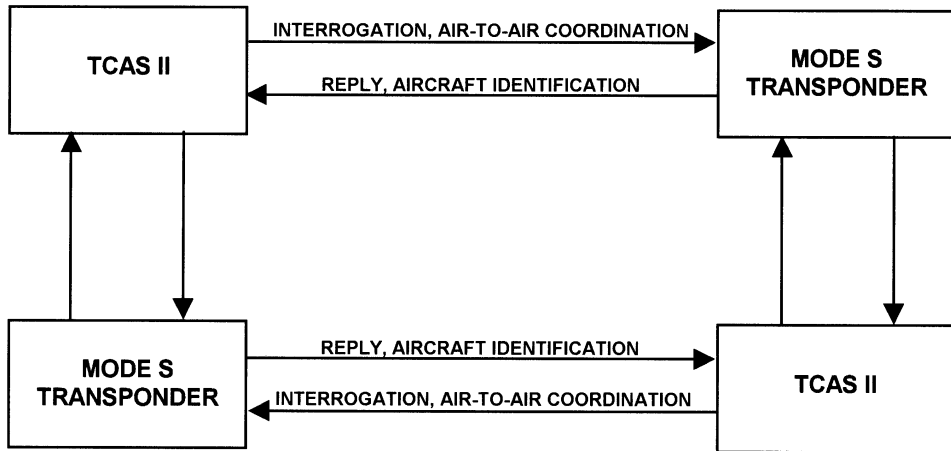 TCAS II
INTERROGATION, AIR-TO-AIR COORDINATION
REPLY, AIRCRAFT IDENTIFICATION
MODE S
TRANSPONDER
MODE S
TRANSPONDER
REPLY, AIRCRAFT IDENTIFICATION
INTERROGATION, AIR-TO-AIR COORDINATION
TCAS II